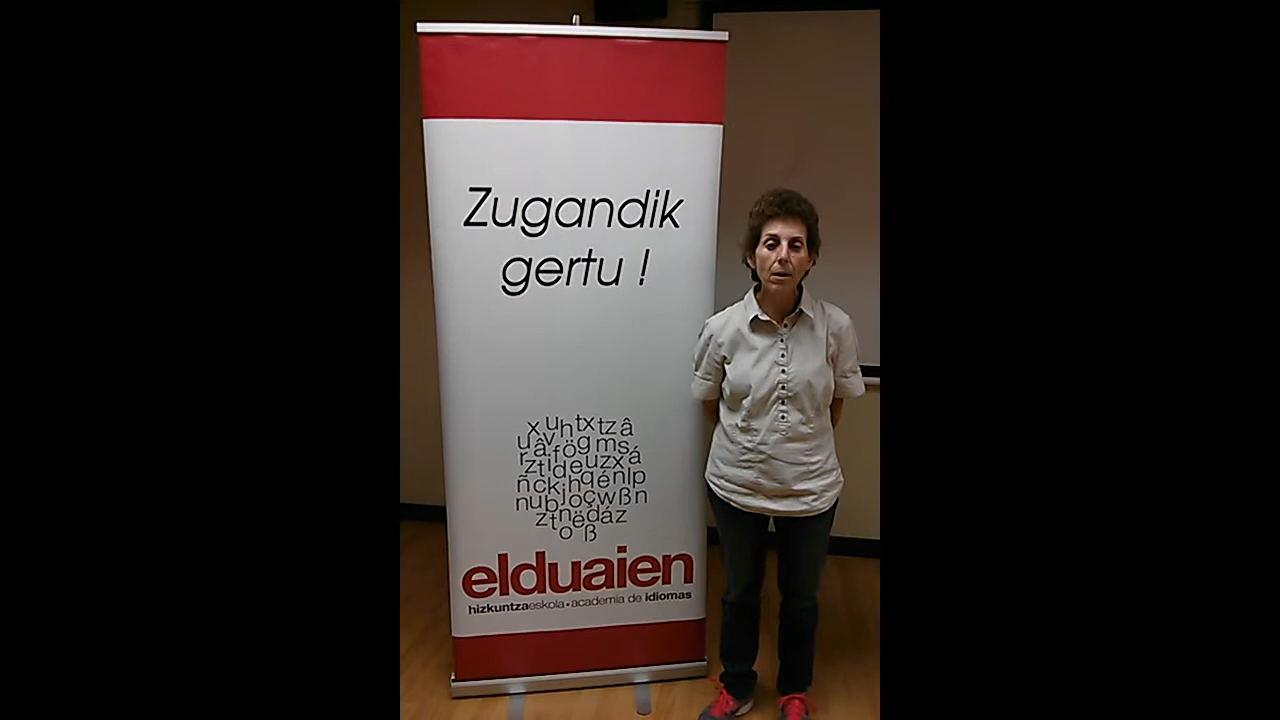 Zugandik
gertu !
elduaien
hizkuntzaeskola • academia de idiomas